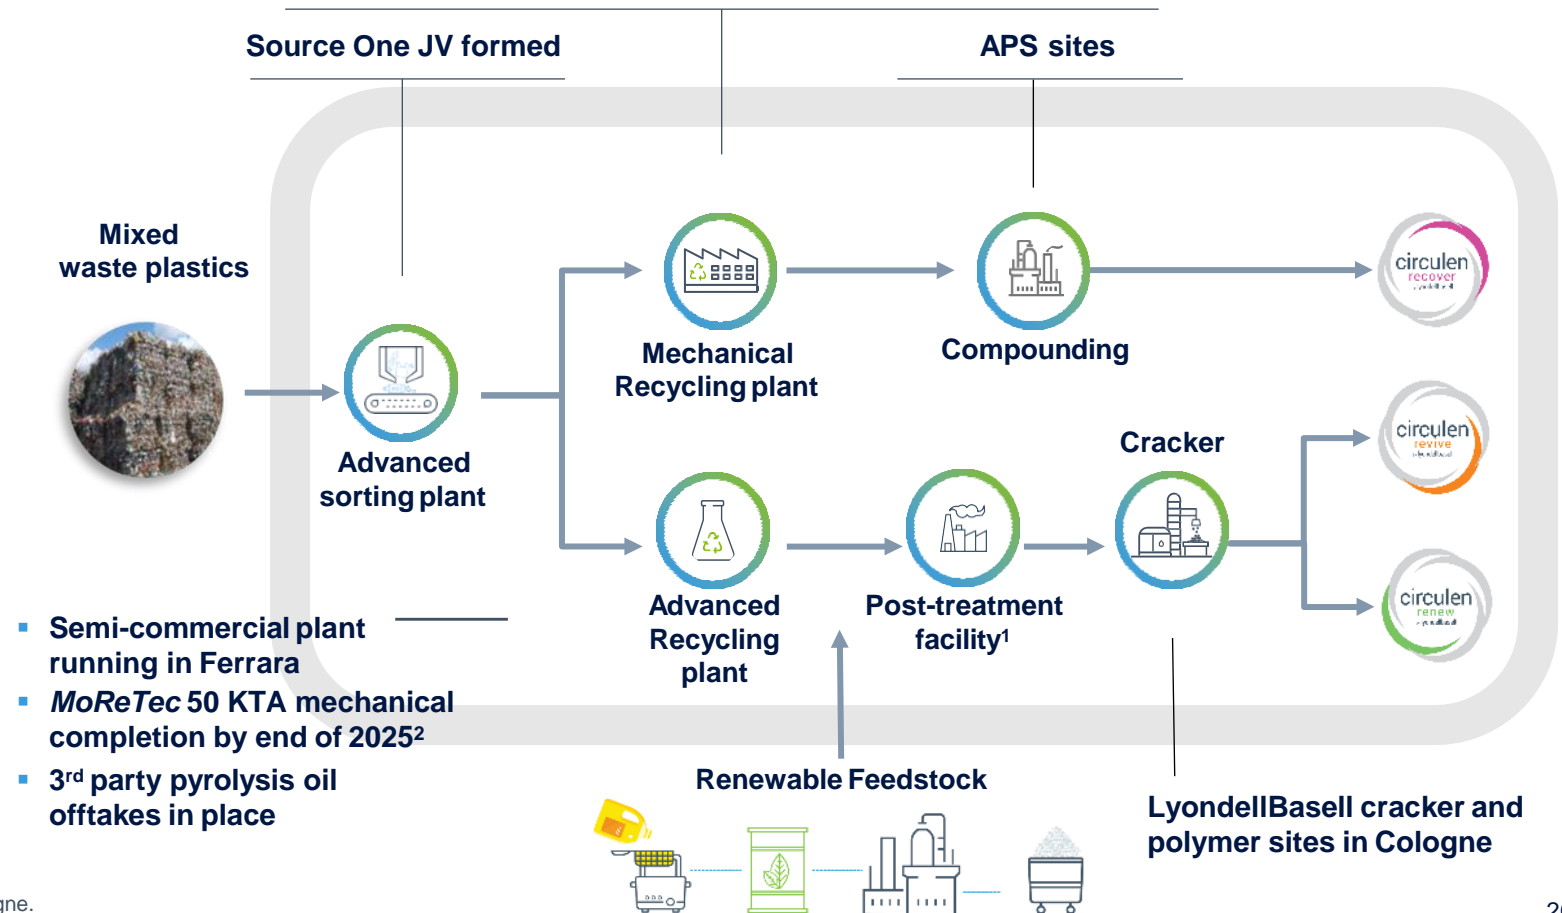 Source One JV formed
APS sites
Mixed
waste plastics
Mechanical
Recycling plant
Compounding
circulen
recover
Advanced
sorting plant
Cracker
circulen
revive
Advanced
Recycling
plant
Post-treatment
facility¹
circulen
renew
▪ Semi-commercial plant
running in Ferrara
▪ MoReTec 50 KTA mechanical
completion by end of 2025²
▪ 3rd party pyrolysis oil
offtakes in place
Renewable Feedstock
LyondellBasell cracker and
polymer sites in Cologne